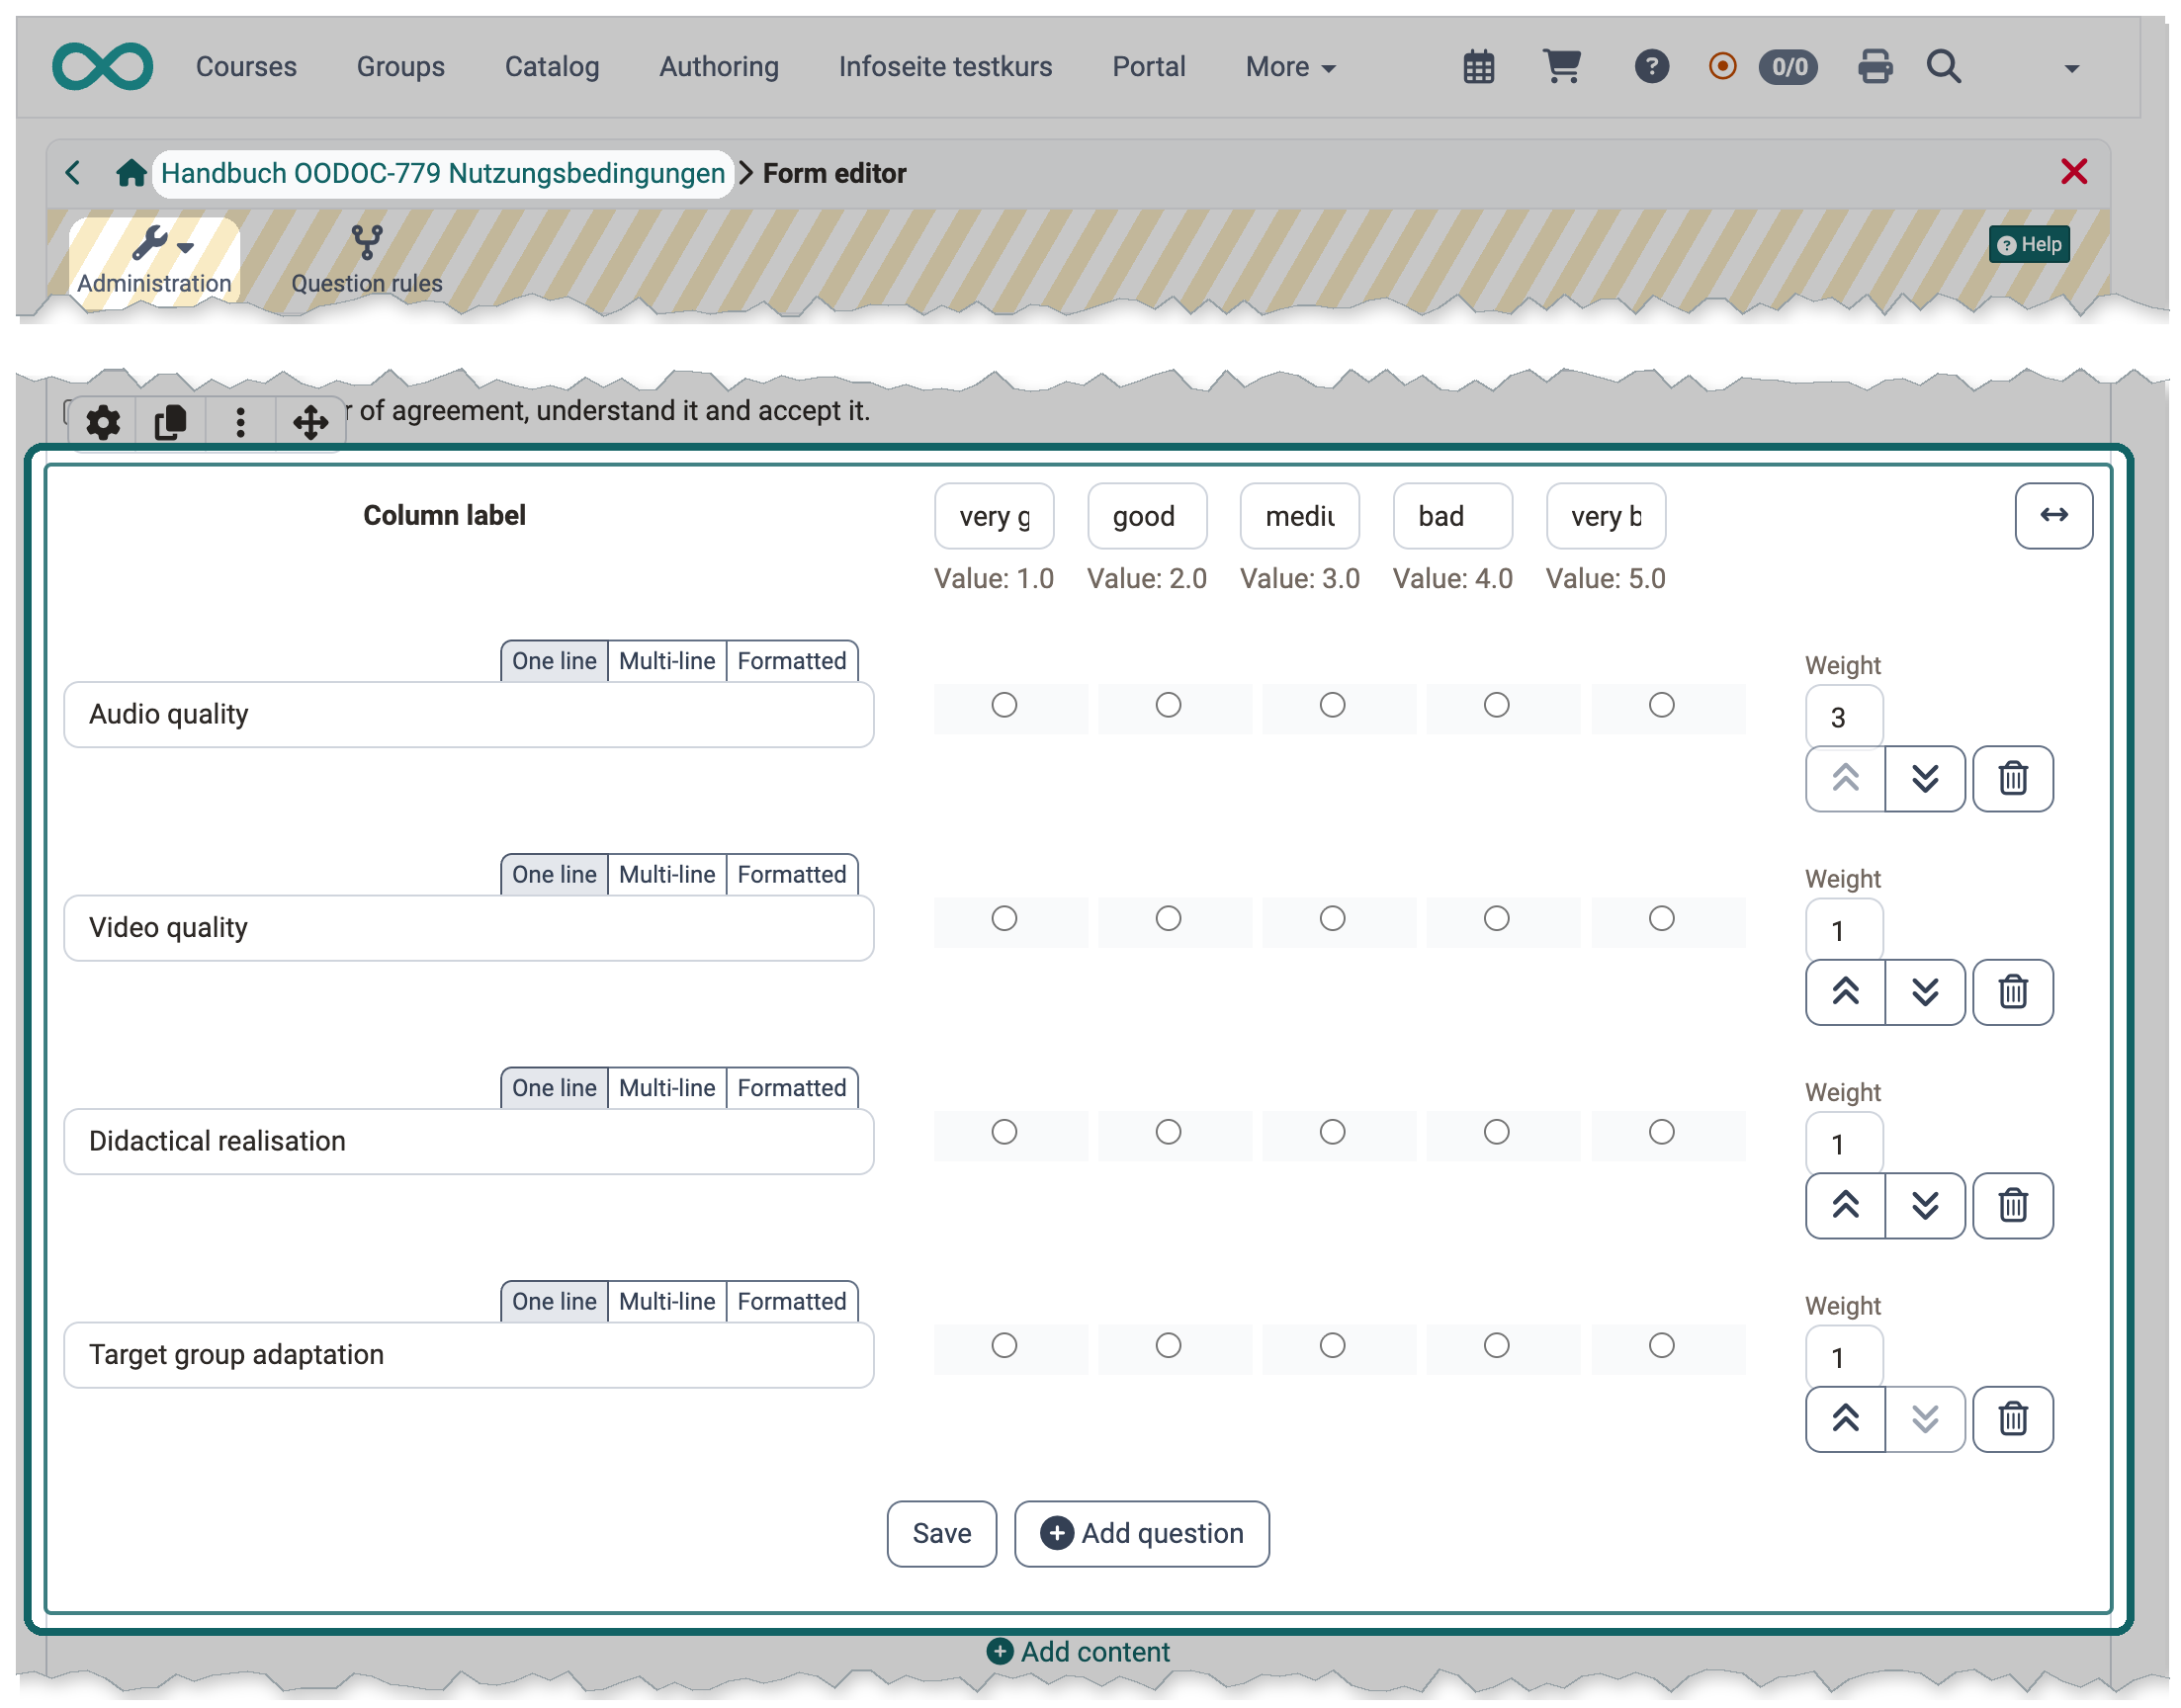 Courses Groups Catalog Authoring Infoseite testkurs Portal More 0/0
Handbuch OODOC-779 Nutzungsbedingungen Form editor
Administration Question rules Help
of agreement, understand it and accept it.
Column label very g good mediu bad very b
Value: 1.0 Value: 2.0 Value: 3.0 Value: 4.0 Value: 5.0
One line Multi-line Formatted Weight
Audio quality 3
One line Multi-line Formatted Weight
Video quality 1
One line Multi-line Formatted Weight
Didactical realisation 1
One line Multi-line Formatted Weight
Target group adaptation 1
Save Add question
Add content